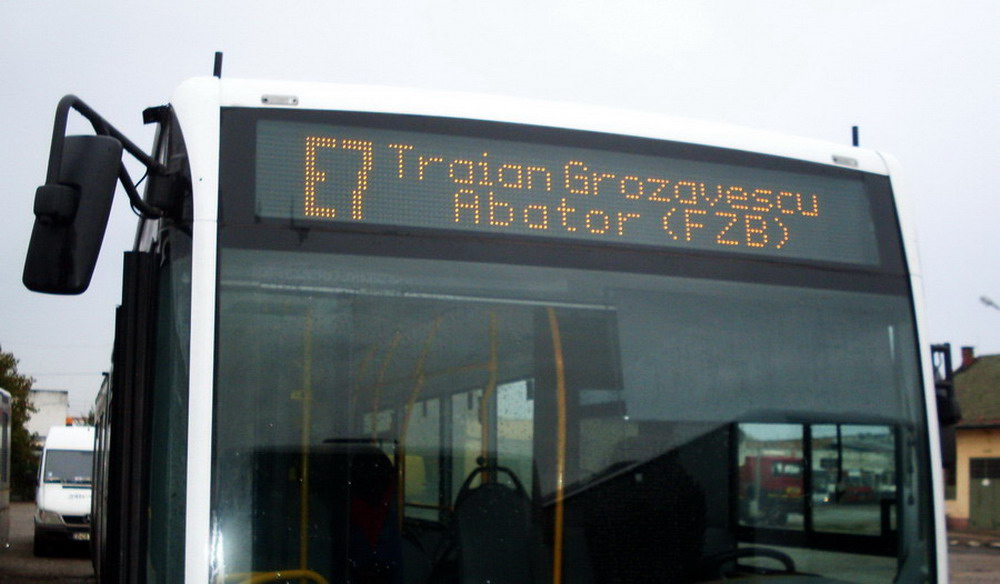 E7 Traian Grozavescu
Abator (FZB)